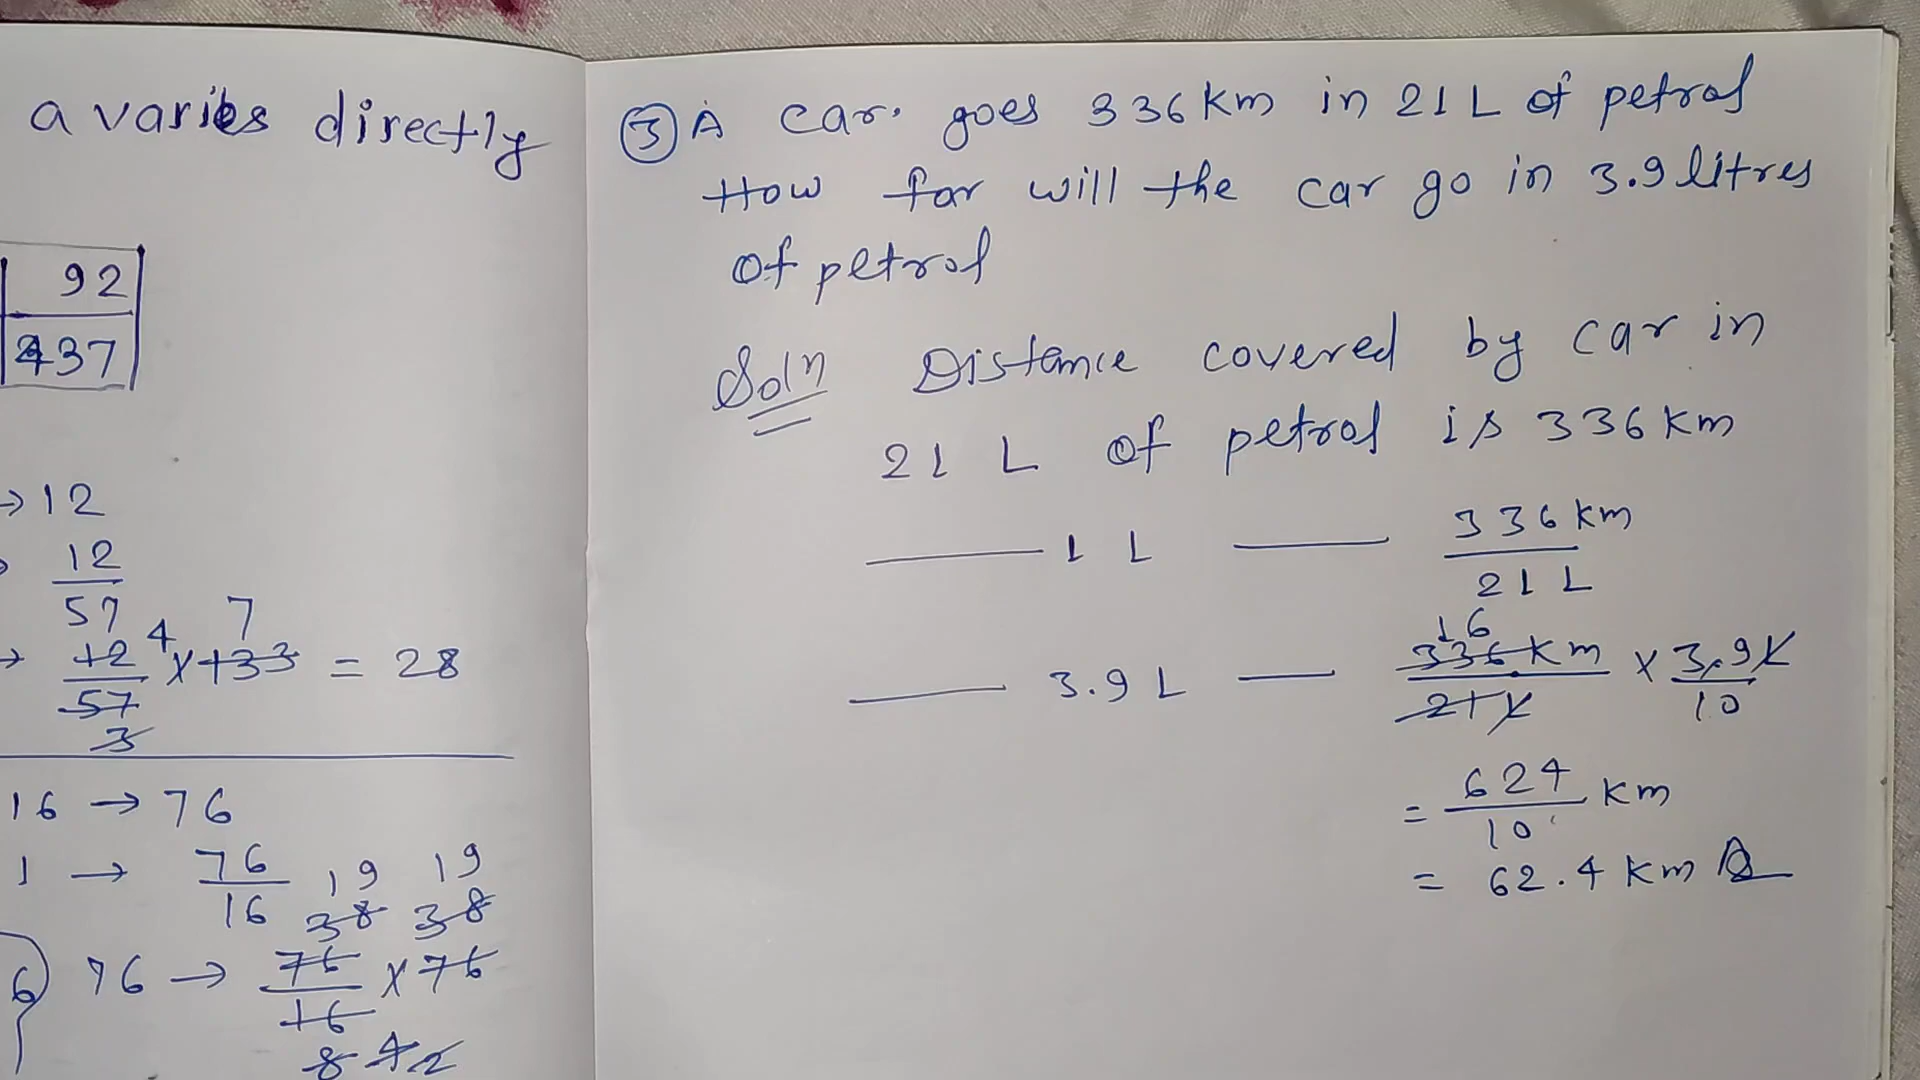 a varies directly
92
437
→ 12
12
57
4 7
12 × 133 = 28
57
3
16 → 76
1 → 76
16
19 19
38 38
6) 76 → 76 × 76
16
8 4 2
③ A car. goes 336 km in 21 L of petrol
How far will the car go in 3.9 litres
of petrol
Soln Distance covered by car in
21 L of petrol is 336 km
1 L 336 km
21 L
16
3.9 L 336 km × 3.9 L
21 L 10
= 624 km
10
= 62.4 km